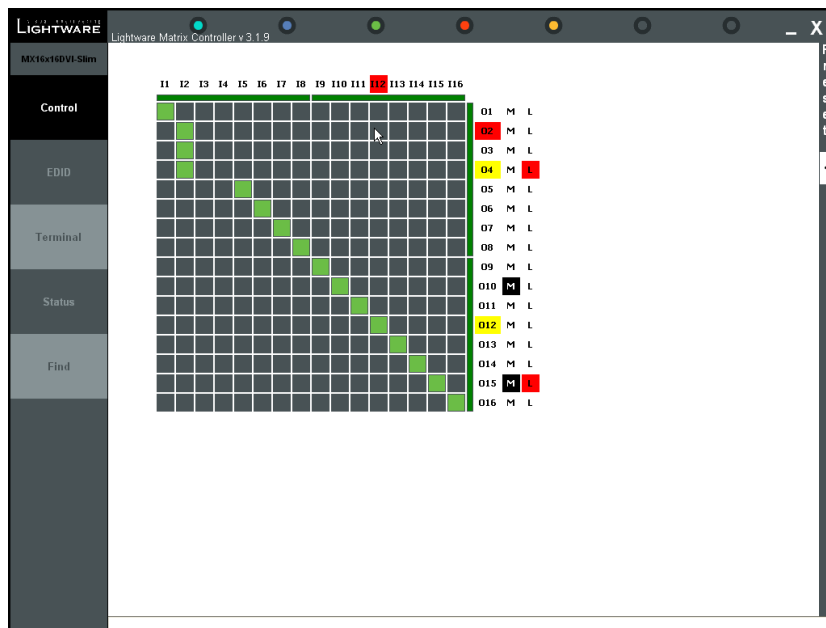 LIGHTWARE
Lightware Matrix Controller v 3.1.9
X
MX16x16DVI-Slim
Control
EDID
Terminal
Status
Find
I1 I2 I3 I4 I5 I6 I7 I8 I9 I10 I11 I12 I13 I14 I15 I16
O1 M L
O2 M L
O3 M L
O4 M L
O5 M L
O6 M L
O7 M L
O8 M L
O9 M L
O10 M L
O11 M L
O12 M L
O13 M L
O14 M L
O15 M L
O16 M L